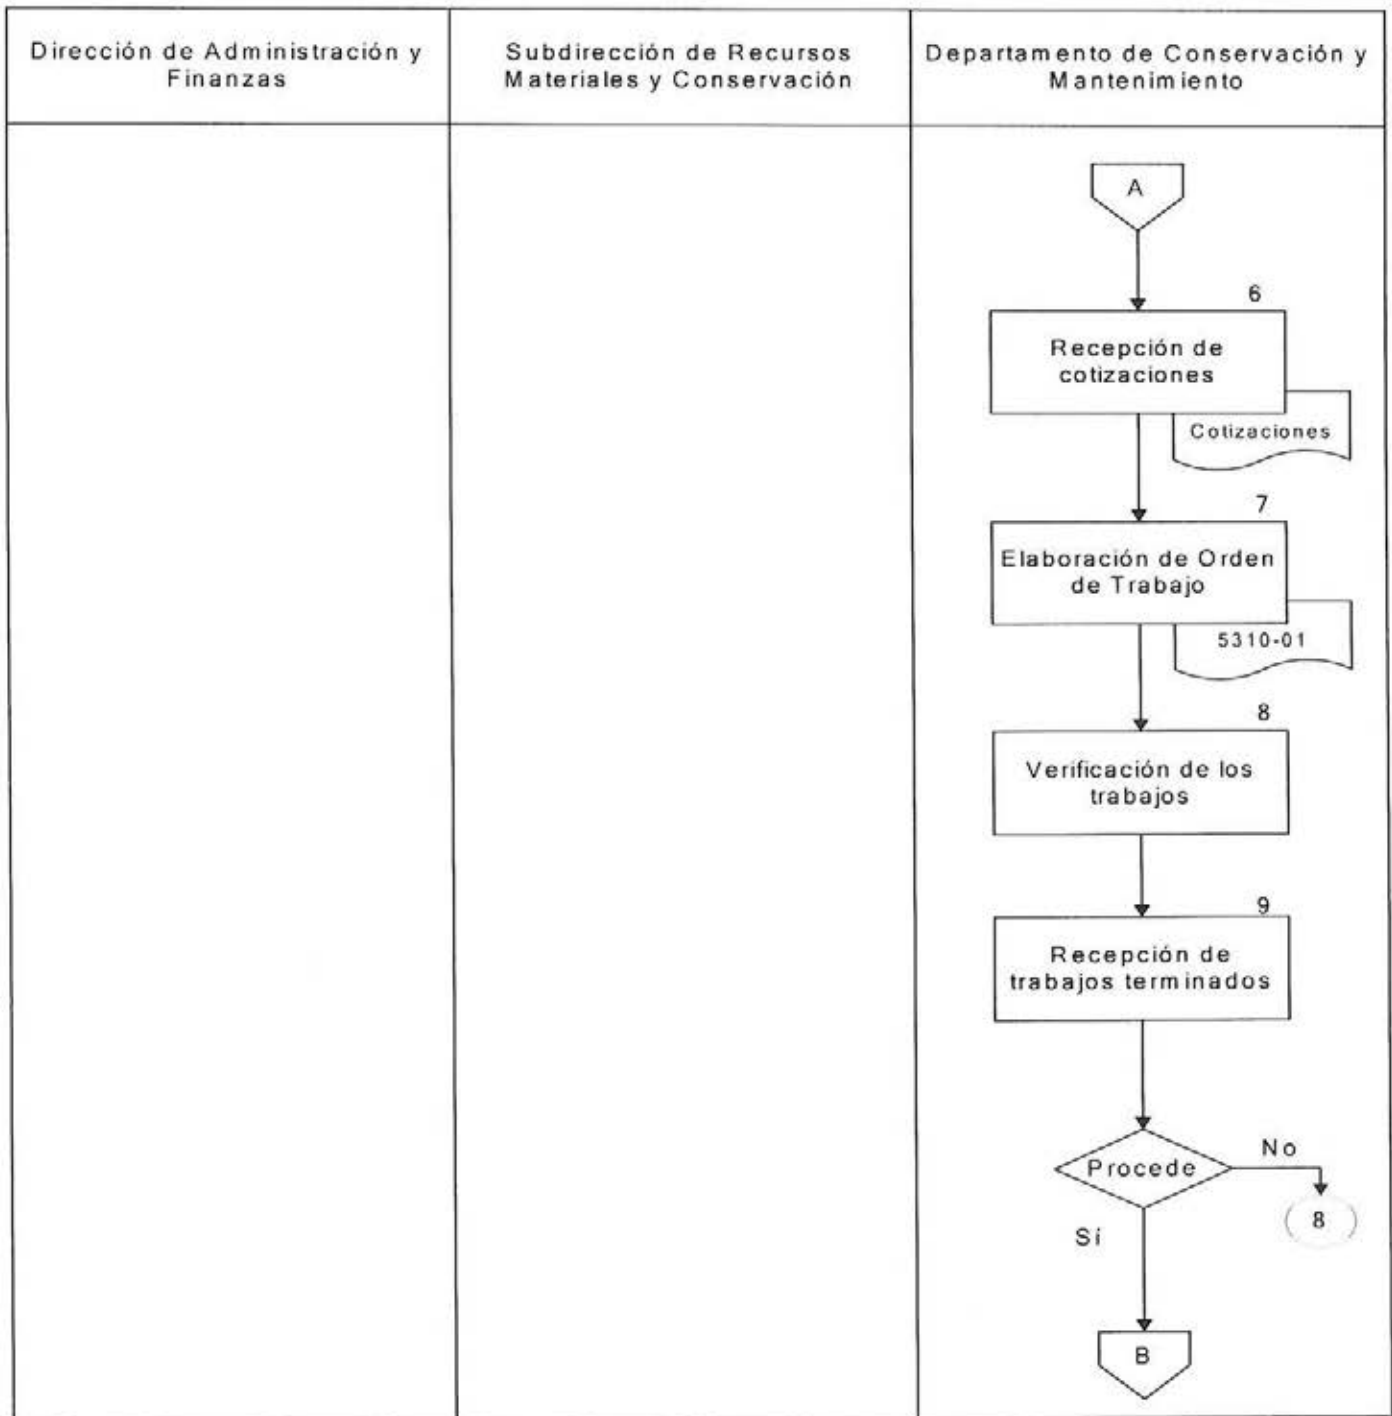 Dirección de Administración y
Finanzas
Subdirección de Recursos
Materiales y Conservación
Departamento de Conservación y
Mantenimiento
A
6
Recepción de
cotizaciones
Cotizaciones
7
Elaboración de Orden
de Trabajo
5310-01
8
Verificación de los
trabajos
9
Recepción de
trabajos terminados
Procede
No
8
Sí
B